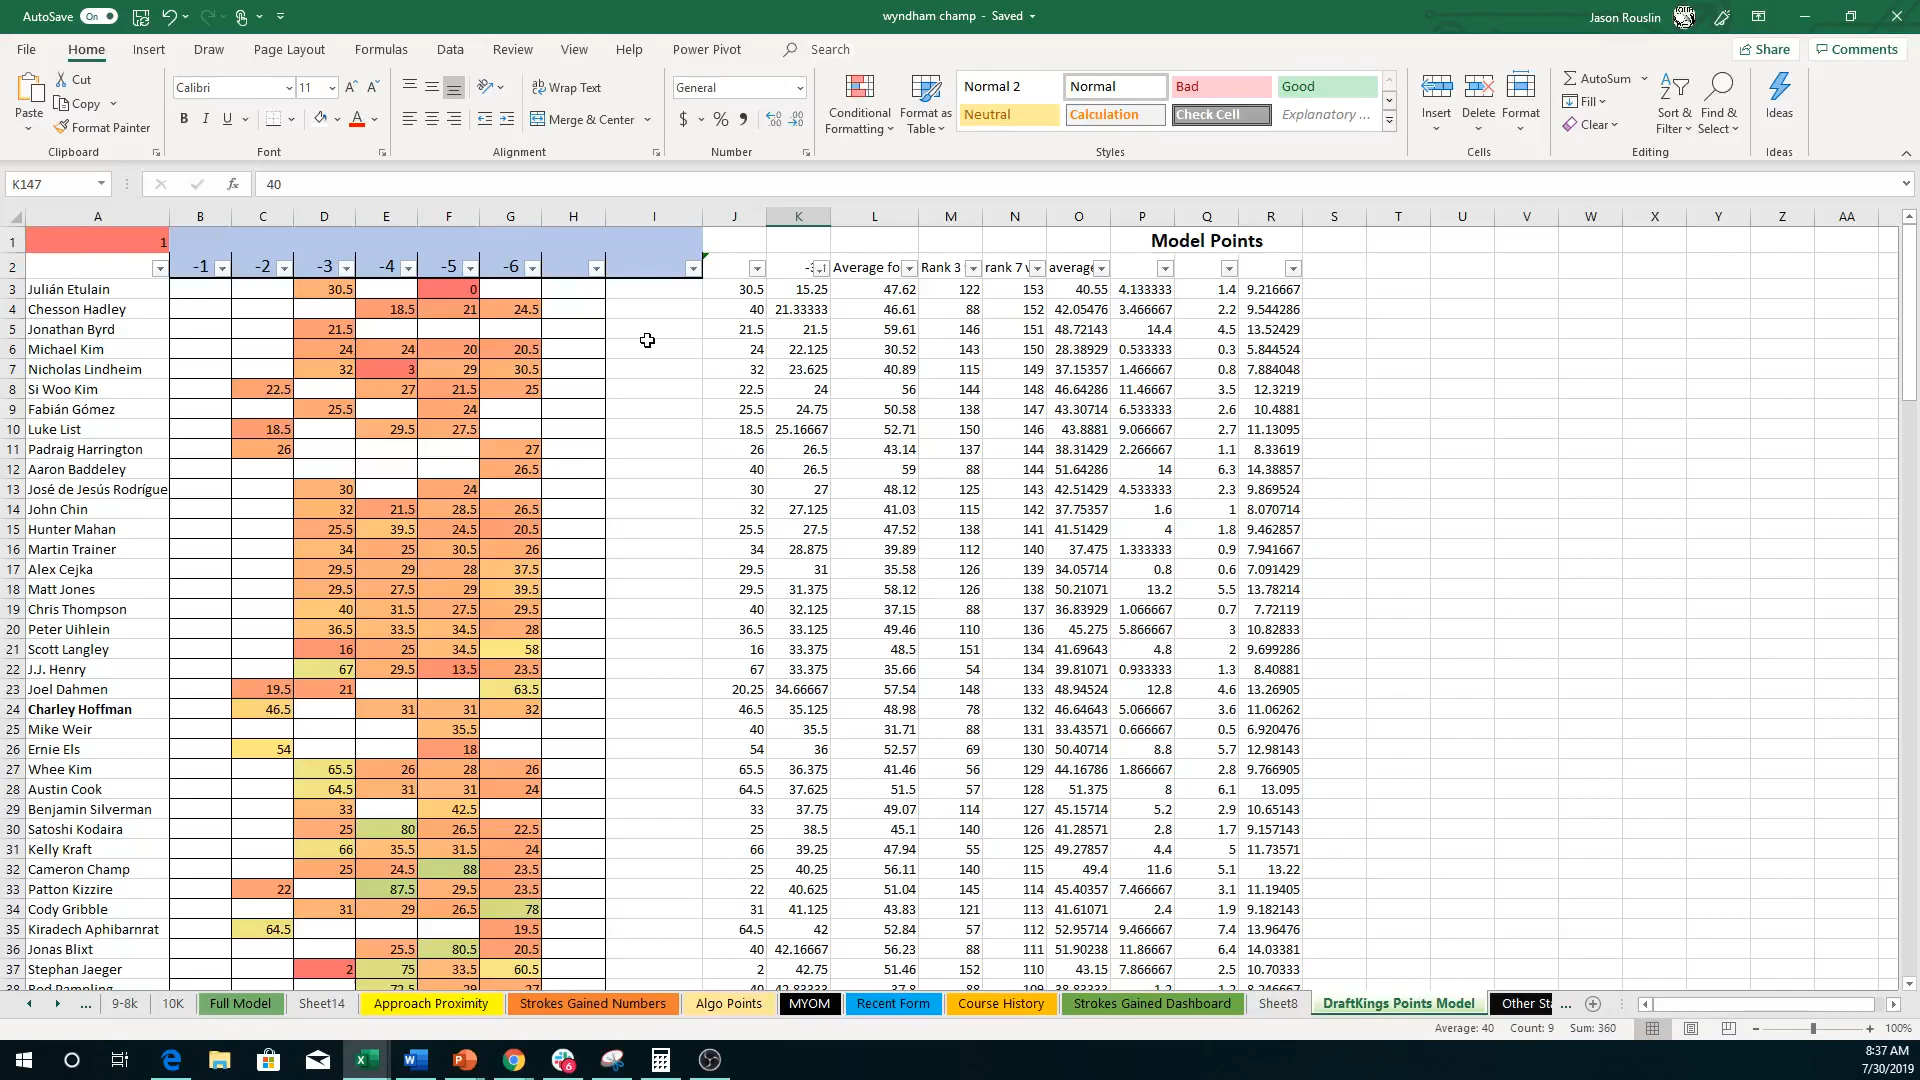 AutoSave On wyndham champ - Saved Jason Rouslin
File Home Insert Draw Page Layout Formulas Data Review View Help Power Pivot Search Share Comments
Cut Calibri 11 Wrap Text General Normal 2 Normal Bad Good AutoSum
Copy Fill
Paste Format Painter Merge & Center Conditional Formatting Format as Table Neutral Calculation Check Cell Explanatory ... Insert Delete Format Clear Sort & Filter Find & Select Ideas
Clipboard Font Alignment Number Styles Cells Editing Ideas
K147 fx 40
A B C D E F G H I J K L M N O P Q R S T U V W X Y Z AA
1 1 Model Points
2 -1 -2 -3 -4 -5 -6 Average fo Rank 3 rank 7 w average
3 Julián Etulain 30.5 0 30.5 15.25 47.62 122 153 40.55 4.133333 1.4 9.216667
4 Chesson Hadley 18.5 21 24.5 40 21.33333 46.61 88 152 42.05476 3.466667 2.2 9.544286
5 Jonathan Byrd 21.5 21.5 21.5 59.61 146 151 48.72143 14.4 4.5 13.52429
6 Michael Kim 24 24 20 20.5 24 22.125 30.52 143 150 28.38929 0.533333 0.3 5.844524
7 Nicholas Lindheim 32 3 29 30.5 32 23.625 40.89 115 149 37.15357 1.466667 0.8 7.884048
8 Si Woo Kim 22.5 27 21.5 25 22.5 24 56 144 148 46.64286 11.46667 3.5 12.3219
9 Fabián Gómez 25.5 24 25.5 24.75 50.58 138 147 43.30714 6.533333 2.6 10.4881
10 Luke List 18.5 29.5 27.5 18.5 25.16667 52.71 150 146 43.8881 9.066667 2.7 11.13095
11 Padraig Harrington 26 27 26 26.5 43.14 137 144 38.31429 2.266667 1.1 8.33619
12 Aaron Baddeley 26.5 40 26.5 59 88 144 51.64286 14 6.3 14.38857
13 José de Jesús Rodrígue 30 24 30 27 48.12 125 143 42.51429 4.533333 2.3 9.869524
14 John Chin 32 21.5 28.5 26.5 32 27.125 41.03 115 142 37.75357 1.6 1 8.070714
15 Hunter Mahan 25.5 39.5 24.5 20.5 25.5 27.5 47.52 138 141 41.51429 4 1.8 9.462857
16 Martin Trainer 34 25 30.5 26 34 28.875 39.89 112 140 37.475 1.333333 0.9 7.941667
17 Alex Cejka 29.5 29 28 37.5 29.5 31 35.58 126 139 34.05714 0.8 0.6 7.091429
18 Matt Jones 29.5 27.5 29 39.5 29.5 31.375 58.12 126 138 50.21071 13.2 5.5 13.78214
19 Chris Thompson 40 31.5 27.5 29.5 40 32.125 37.15 88 137 36.83929 1.066667 0.7 7.72119
20 Peter Uihlein 36.5 33.5 34.5 28 36.5 33.125 49.46 110 136 45.275 5.866667 3 10.82833
21 Scott Langley 16 25 34.5 58 16 33.375 48.5 151 134 41.69643 4.8 2 9.699286
22 J.J. Henry 67 29.5 13.5 23.5 67 33.375 35.66 54 134 39.81071 0.933333 1.3 8.40881
23 Joel Dahmen 19.5 21 63.5 20.25 34.66667 57.54 148 133 48.94524 12.8 4.6 13.26905
24 Charley Hoffman 46.5 31 31 32 46.5 35.125 48.98 78 132 46.64643 5.066667 3.6 11.06262
25 Mike Weir 35.5 40 35.5 31.71 88 131 33.43571 0.666667 0.5 6.920476
26 Ernie Els 54 18 54 36 52.57 69 130 50.40714 8.8 5.7 12.98143
27 Whee Kim 65.5 26 28 26 65.5 36.375 41.46 56 129 44.16786 1.866667 2.8 9.766905
28 Austin Cook 64.5 31 31 24 64.5 37.625 51.5 57 128 51.375 8 6.1 13.095
29 Benjamin Silverman 33 42.5 33 37.75 49.07 114 127 45.15714 5.2 2.9 10.65143
30 Satoshi Kodaira 25 80 26.5 22.5 25 38.5 45.1 140 126 41.28571 2.8 1.7 9.157143
31 Kelly Kraft 66 35.5 31.5 24 66 39.25 47.94 55 125 49.27857 4.4 5 11.73571
32 Cameron Champ 25 24.5 88 23.5 25 40.25 56.11 140 115 49.4 11.6 5.1 13.22
33 Patton Kizzire 22 87.5 29.5 23.5 22 40.625 51.04 145 114 45.40357 7.466667 3.1 11.19405
34 Cody Gribble 31 29 26.5 78 31 41.125 43.83 121 113 41.61071 2.4 1.9 9.182143
35 Kiradech Aphibarnrat 64.5 19.5 64.5 42 52.84 57 112 52.95714 9.466667 7.4 13.96476
36 Jonas Blixt 25.5 80.5 20.5 40 42.16667 56.23 88 111 51.90238 11.86667 6.4 14.03381
37 Stephan Jaeger 2 75 33.5 60.5 2 42.75 51.46 152 110 43.15 7.866667 2.5 10.70333
... 9-8k 10K Full Model Sheet14 Approach Proximity Strokes Gained Numbers Algo Points MYOM Recent Form Course History Strokes Gained Dashboard Sheet8 DraftKings Points Model Other Sta ...
Average: 40 Count: 9 Sum: 360 100%
6 8:37 AM
7/30/2019